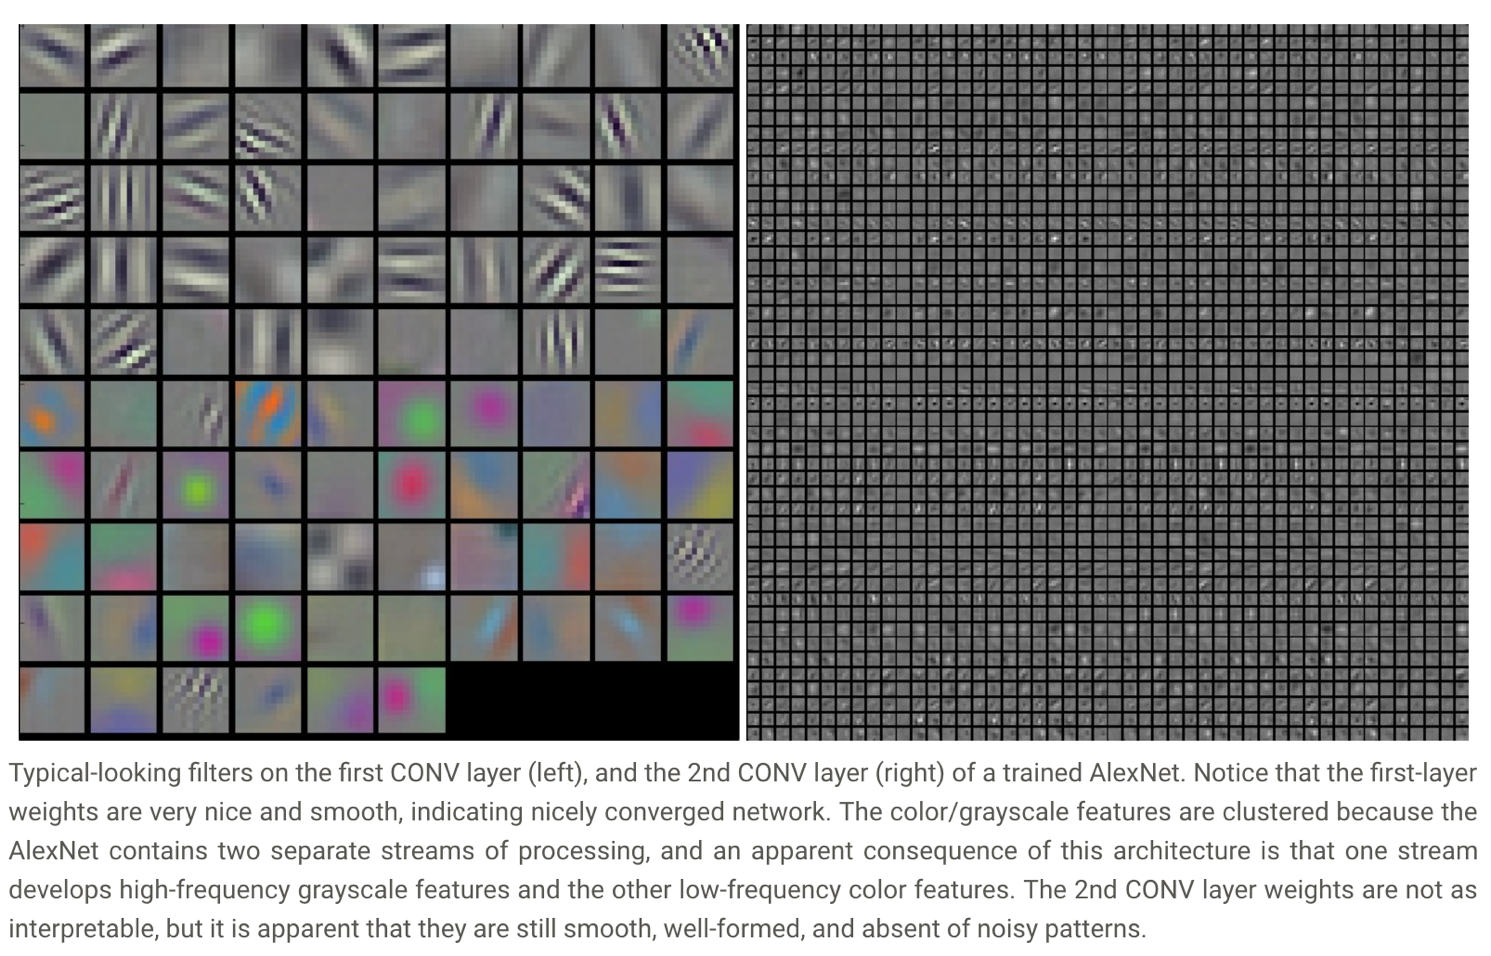 Typical-looking filters on the first CONV layer (left), and the 2nd CONV layer (right) of a trained AlexNet. Notice that the first-layer
weights are very nice and smooth, indicating nicely converged network. The color/grayscale features are clustered because the
AlexNet contains two separate streams of processing, and an apparent consequence of this architecture is that one stream
develops high-frequency grayscale features and the other low-frequency color features. The 2nd CONV layer weights are not as
interpretable, but it is apparent that they are still smooth, well-formed, and absent of noisy patterns.